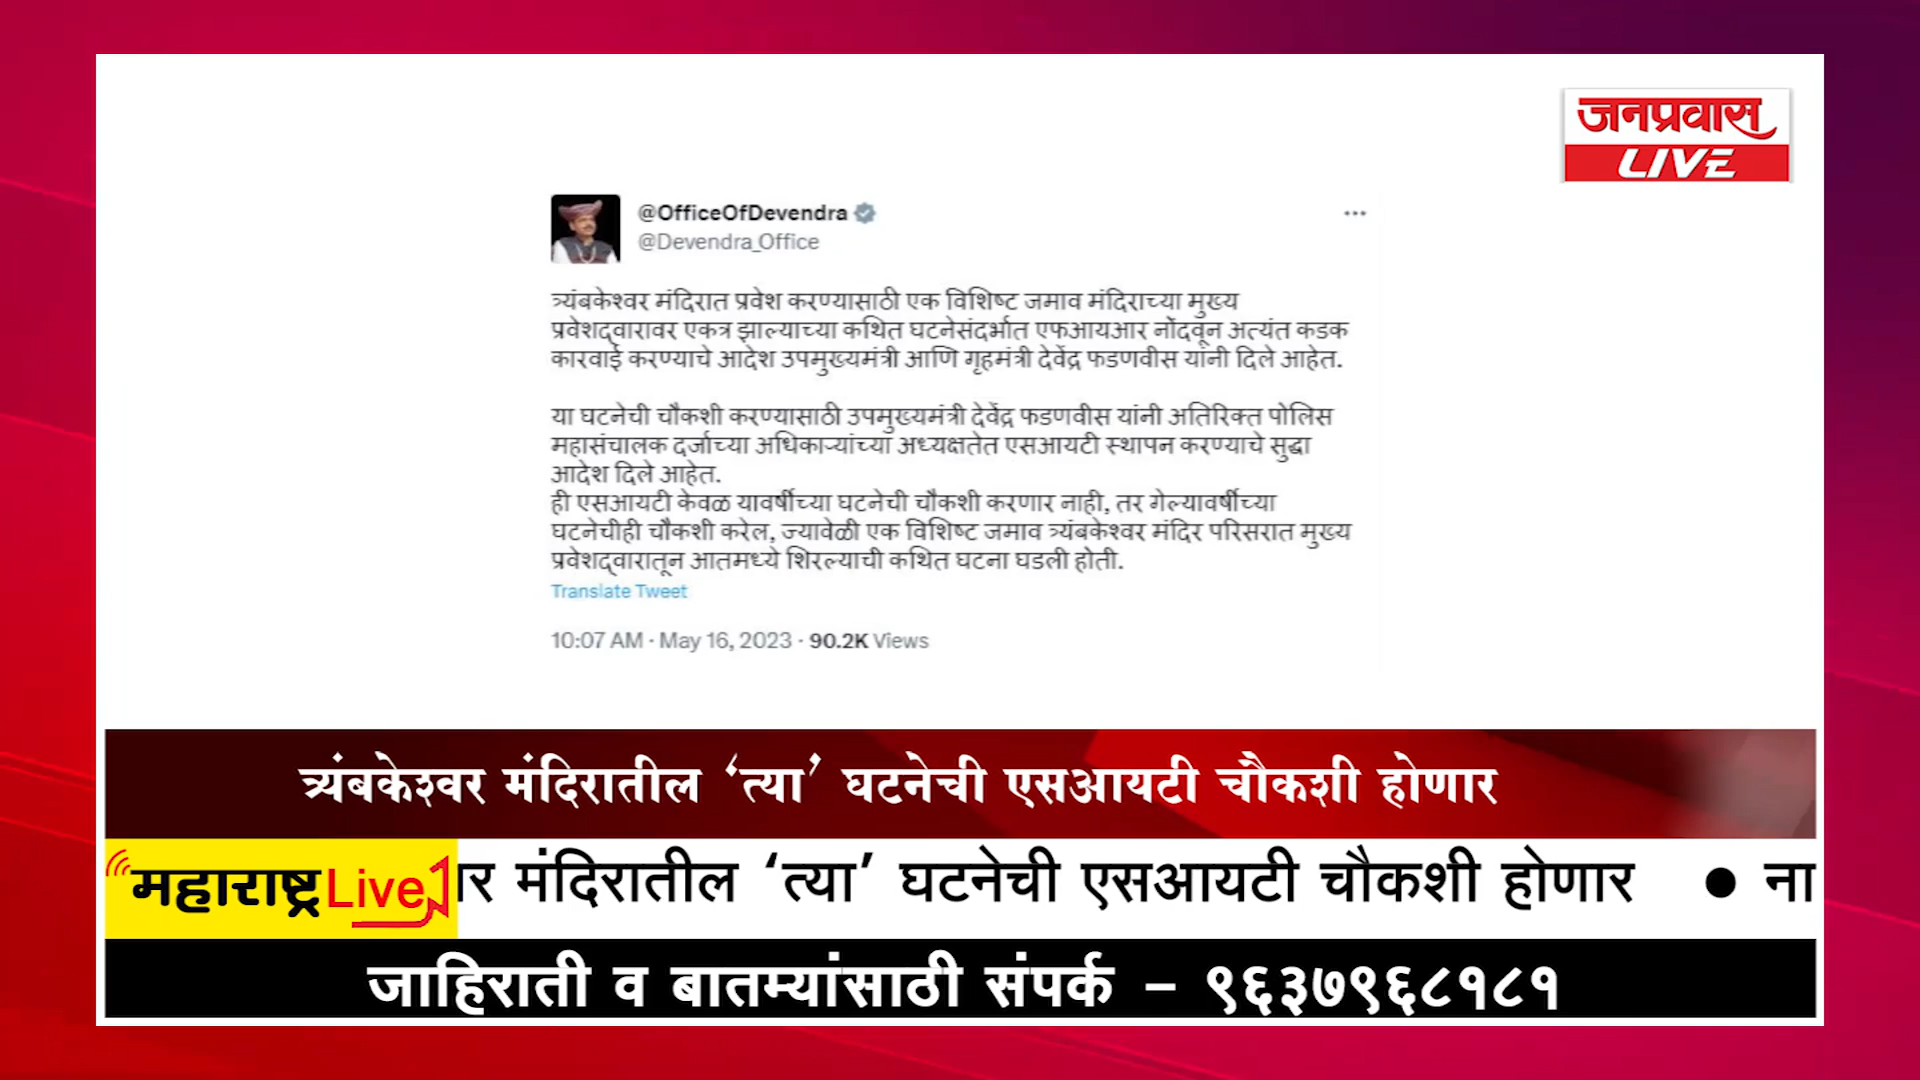 जनप्रवास
LIVE
@OfficeOfDevendra
@Devendra_Office
त्र्यंबकेश्वर मंदिरात प्रवेश करण्यासाठी एक विशिष्ट जमाव मंदिराच्या मुख्य
प्रवेशद्वारावर एकत्र झाल्याच्या कथित घटनेसंदर्भात एफआयआर नोंदवून अत्यंत कडक
कारवाई करण्याचे आदेश उपमुख्यमंत्री आणि गृहमंत्री देवेंद्र फडणवीस यांनी दिले आहेत.
या घटनेची चौकशी करण्यासाठी उपमुख्यमंत्री देवेंद्र फडणवीस यांनी अतिरिक्त पोलिस
महासंचालक दर्जाच्या अधिकाऱ्यांच्या अध्यक्षतेत एसआयटी स्थापन करण्याचे सुद्धा
आदेश दिले आहेत.
ही एसआयटी केवळ यावर्षीच्या घटनेची चौकशी करणार नाही, तर गेल्यावर्षीच्या
घटनेचीही चौकशी करेल, ज्यावेळी एक विशिष्ट जमाव त्र्यंबकेश्वर मंदिर परिसरात मुख्य
प्रवेशद्वारातून आतमध्ये शिरल्याची कथित घटना घडली होती.
Translate Tweet
10:07 AM · May 16, 2023 · 90.2K Views
त्र्यंबकेश्वर मंदिरातील ‘त्या’ घटनेची एसआयटी चौकशी होणार
महाराष्ट्र Live1
र मंदिरातील ‘त्या’ घटनेची एसआयटी चौकशी होणार ● ना
जाहिराती व बातम्यांसाठी संपर्क – ९६३७९६८१८१